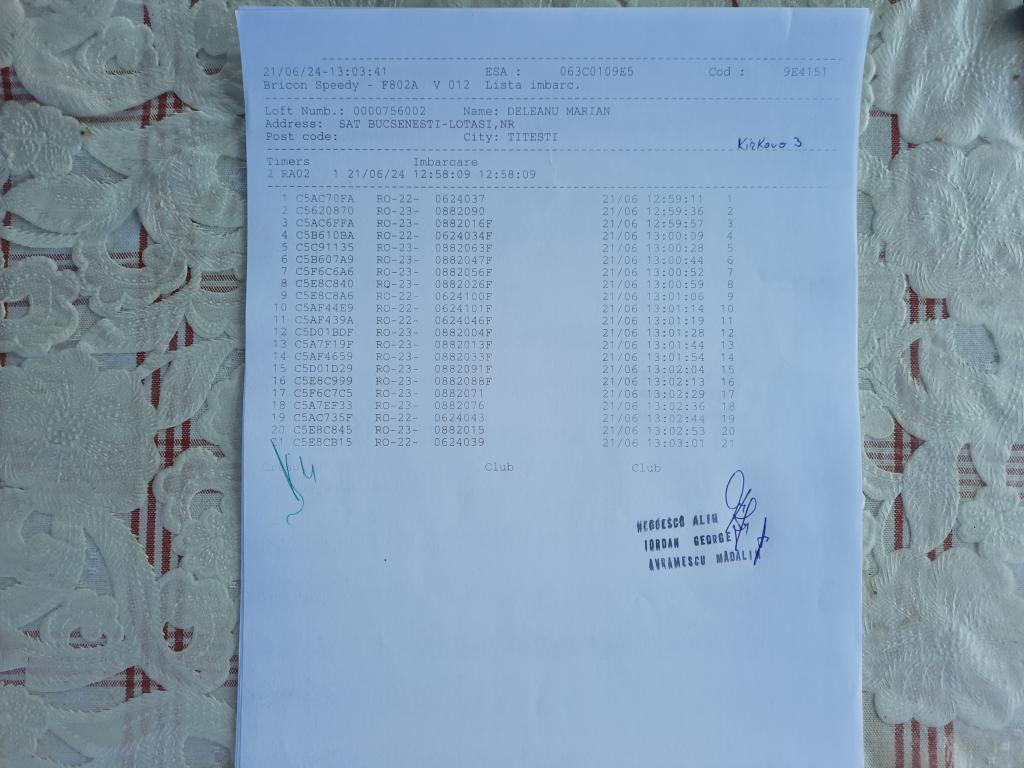 21/06/24-13:03:41 ESA : 063C0109E5 Cod : 9E4151
Bricon Speedy - F802A V 012 Lista imbarc.
Loft Numb.: 0000756002 Name: DELEANU MARIAN
Address: SAT BUCSENESTI-LOTASI,NR
Post code: City: TITESTI
Kirkovo 3
Timers Imbarcare
2 RA02 1 21/06/24 12:58:09 12:58:09
1 C5AC70FA RO-22- 0624037 21/06 12:59:11 1
2 C5620870 RO-23- 0882090 21/06 12:59:36 2
3 C5AC6FFA RO-23- 0882016F 21/06 12:59:57 3
4 C5B610BA RO-22- 0624034F 21/06 13:00:09 4
5 C5C91135 RO-23- 0882063F 21/06 13:00:28 5
6 C5B607A9 RO-23- 0882047F 21/06 13:00:44 6
7 C5F6C6A6 RO-23- 0882056F 21/06 13:00:52 7
8 C5E8C840 RO-23- 0882026F 21/06 13:00:59 8
9 C5E8C8A6 RO-22- 0624100F 21/06 13:01:06 9
10 C5AF44E9 RO-22- 0624101F 21/06 13:01:14 10
11 C5AF439A RO-22- 0624046F 21/06 13:01:19 11
12 C5D01BDF RO-23- 0882004F 21/06 13:01:28 12
13 C5A7F19F RO-23- 0882013F 21/06 13:01:44 13
14 C5AF4659 RO-23- 0882033F 21/06 13:01:54 14
15 C5D01D29 RO-23- 0882091F 21/06 13:02:04 15
16 C5E8C999 RO-23- 0882088F 21/06 13:02:13 16
17 C5F6C7C5 RO-23- 0882071 21/06 13:02:29 17
18 C5A7EF33 RO-23- 0882076 21/06 13:02:36 18
19 C5AC735F RO-22- 0624043 21/06 13:02:44 19
20 C5E8C845 RO-23- 0882015 21/06 13:02:53 20
21 C5E8CB15 RO-22- 0624039 21/06 13:03:01 21
Club Club
NEGOESCU ALIN
IORDAN GEORGE
AVRAMESCU MĂDĂLIN